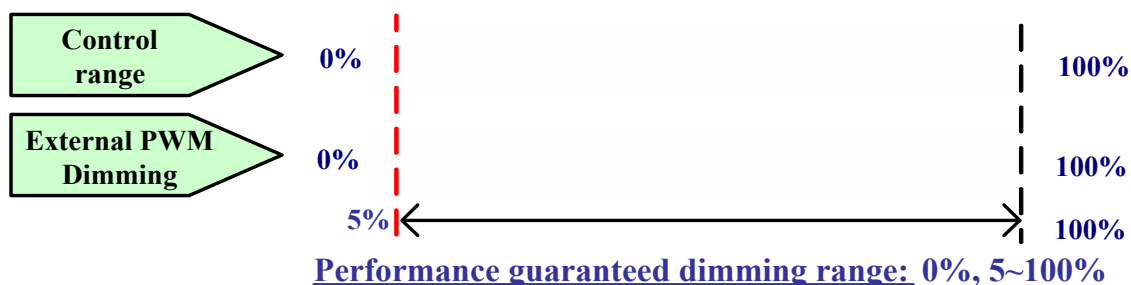 Control
range
0%
100%
External PWM
Dimming
0%
100%
5%
100%
Performance guaranteed dimming range: 0%, 5~100%